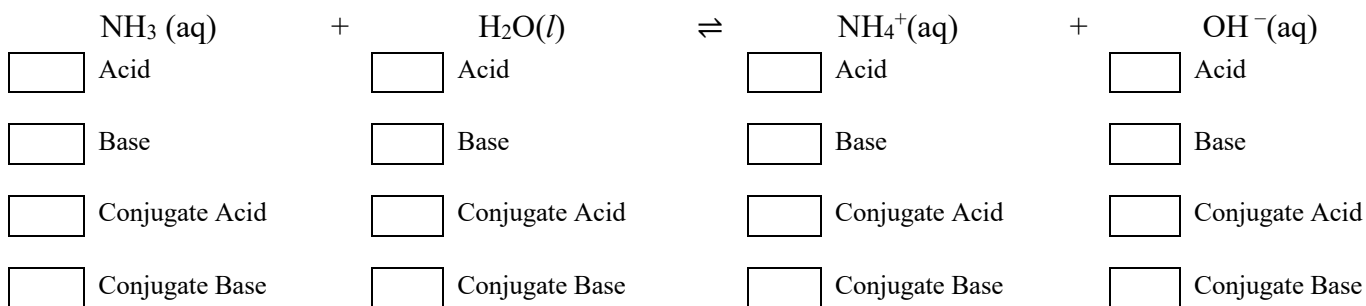 NH₃ (aq) + H₂O(l) ⇌ NH₄⁺(aq) + OH⁻(aq)
Acid Acid Acid Acid
Base Base Base Base
Conjugate Acid Conjugate Acid Conjugate Acid Conjugate Acid
Conjugate Base Conjugate Base Conjugate Base Conjugate Base